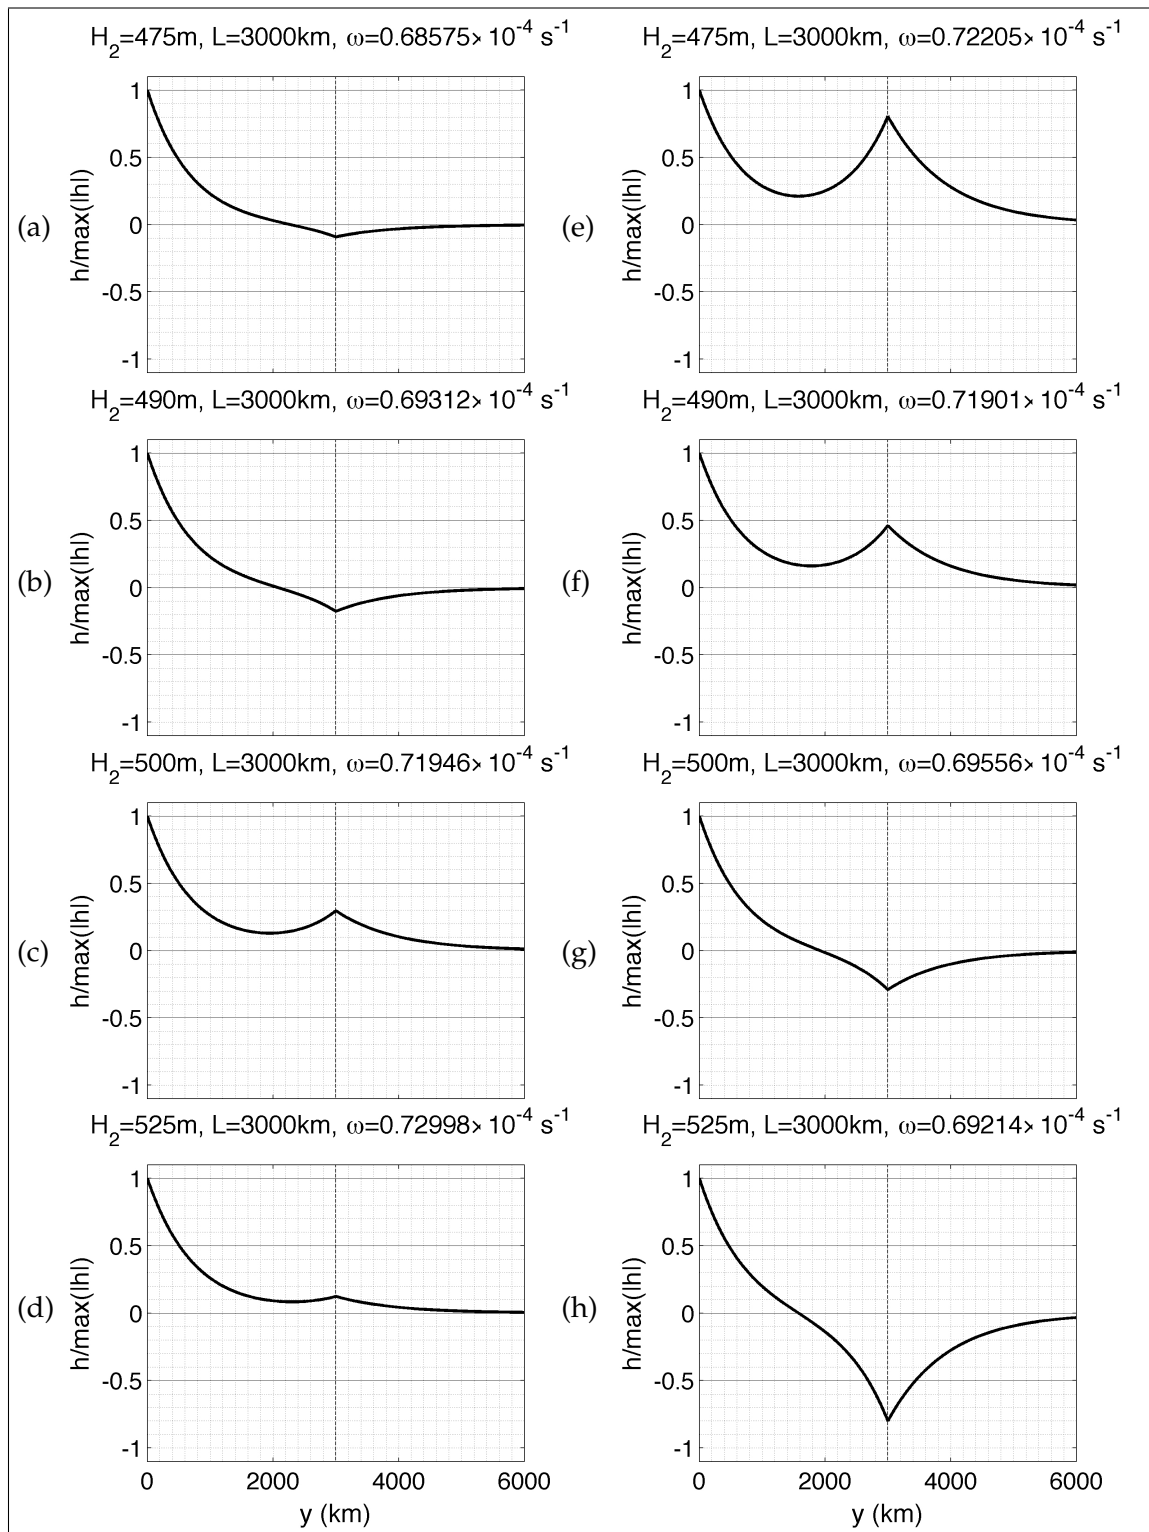 H₂=475m, L=3000km, ω=0.68575× 10⁻⁴ s⁻¹
1
0.5
0
-0.5
-1
h/max(|h|)
(a)
H₂=475m, L=3000km, ω=0.72205× 10⁻⁴ s⁻¹
1
0.5
0
-0.5
-1
h/max(|h|)
(e)
H₂=490m, L=3000km, ω=0.69312× 10⁻⁴ s⁻¹
1
0.5
0
-0.5
-1
h/max(|h|)
(b)
H₂=490m, L=3000km, ω=0.71901× 10⁻⁴ s⁻¹
1
0.5
0
-0.5
-1
h/max(|h|)
(f)
H₂=500m, L=3000km, ω=0.71946× 10⁻⁴ s⁻¹
1
0.5
0
-0.5
-1
h/max(|h|)
(c)
H₂=500m, L=3000km, ω=0.69556× 10⁻⁴ s⁻¹
1
0.5
0
-0.5
-1
h/max(|h|)
(g)
H₂=525m, L=3000km, ω=0.72998× 10⁻⁴ s⁻¹
1
0.5
0
-0.5
-1
h/max(|h|)
(d)
0 2000 4000 6000
y (km)
H₂=525m, L=3000km, ω=0.69214× 10⁻⁴ s⁻¹
1
0.5
0
-0.5
-1
h/max(|h|)
(h)
0 2000 4000 6000
y (km)